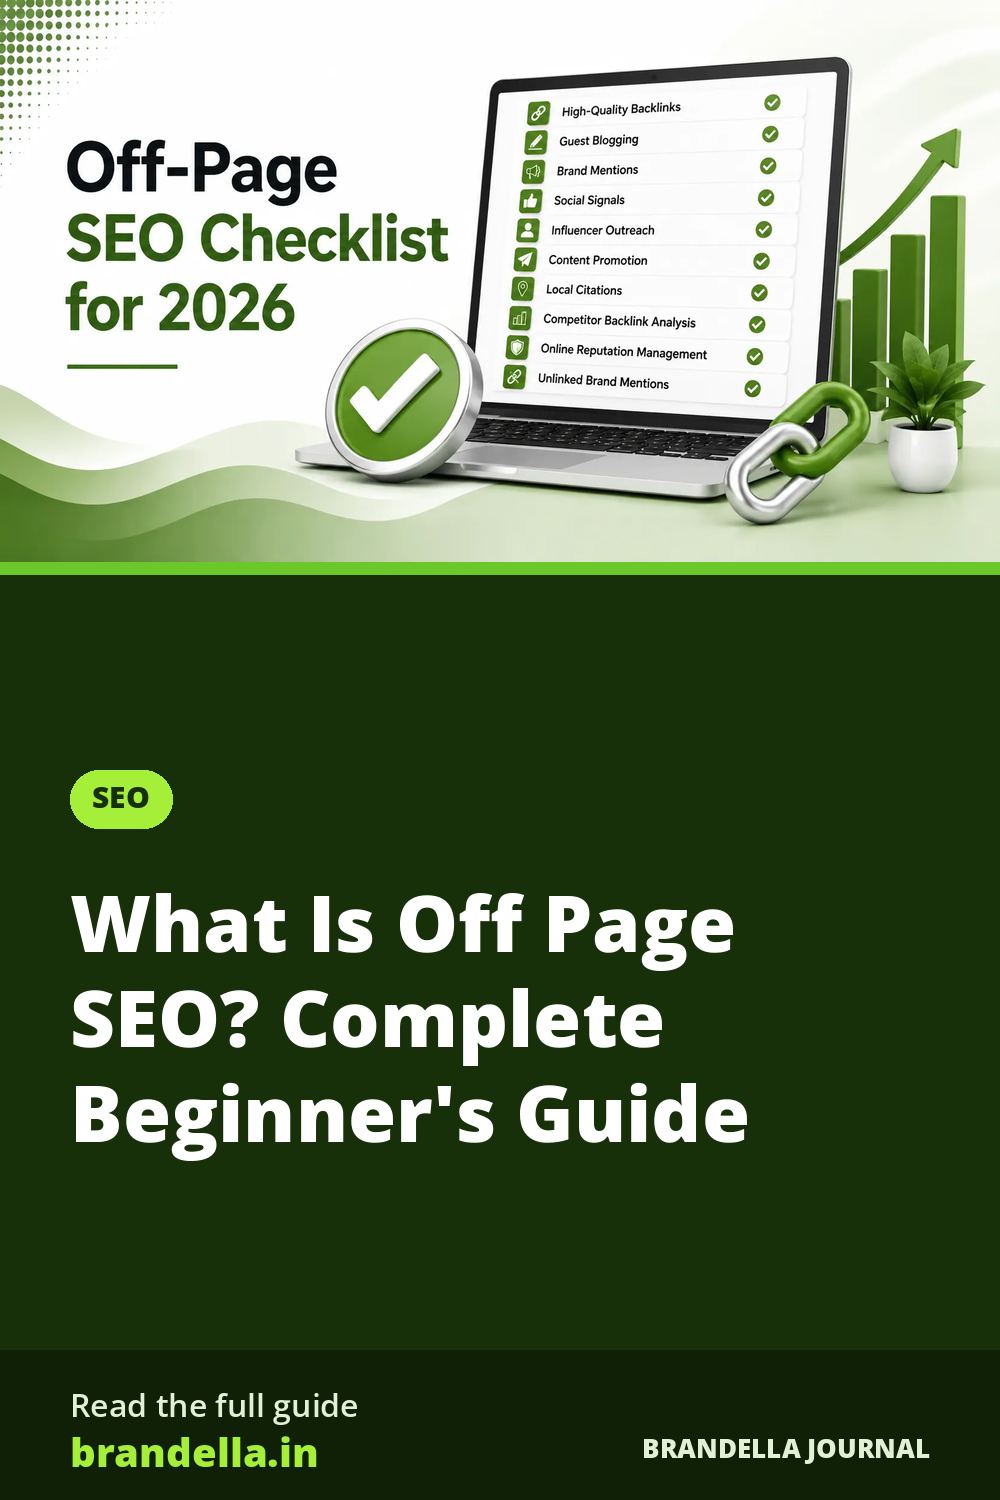 Off-Page
SEO Checklist
for 2026
High-Quality Backlinks
Guest Blogging
Brand Mentions
Social Signals
Influencer Outreach
Content Promotion
Local Citations
Competitor Backlink Analysis
Online Reputation Management
Unlinked Brand Mentions
SEO
What Is Off Page
SEO? Complete
Beginner's Guide
Read the full guide
brandella.in
BRANDELLA JOURNAL